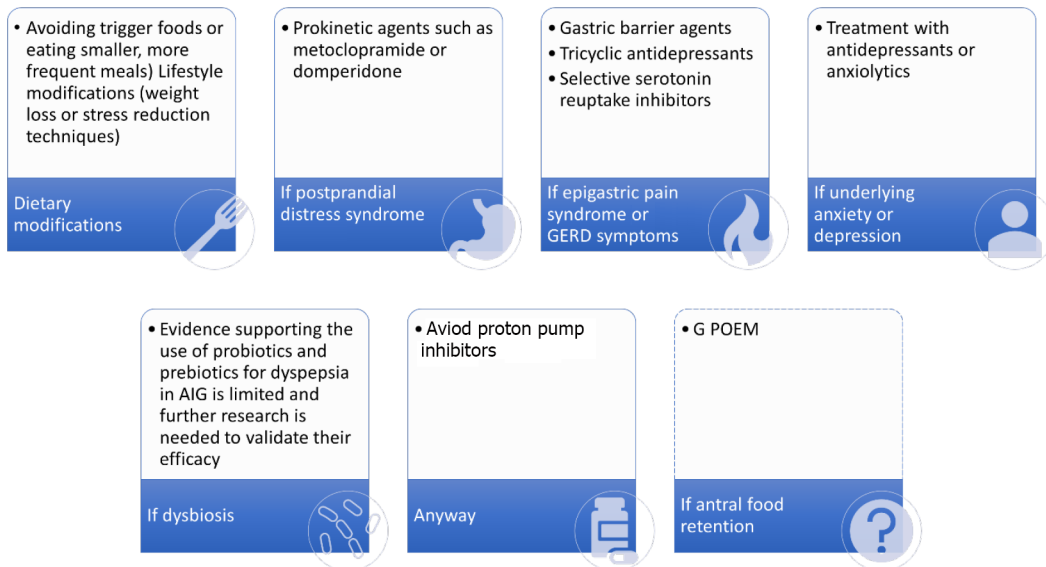 • Avoiding trigger foods or
eating smaller, more
frequent meals) Lifestyle
modifications (weight
loss or stress reduction
techniques)
Dietary
modifications
• Prokinetic agents such as
metoclopramide or
domperidone
If postprandial
distress syndrome
• Gastric barrier agents
• Tricyclic antidepressants
• Selective serotonin
reuptake inhibitors
If epigastric pain
syndrome or
GERD symptoms
• Treatment with
antidepressants or
anxiolytics
If underlying
anxiety or
depression
• Evidence supporting the
use of probiotics and
prebiotics for dyspepsia
in AIG is limited and
further research is
needed to validate their
efficacy
If dysbiosis
• Aviod proton pump
inhibitors
Anyway
• G POEM
If antral food
retention
?